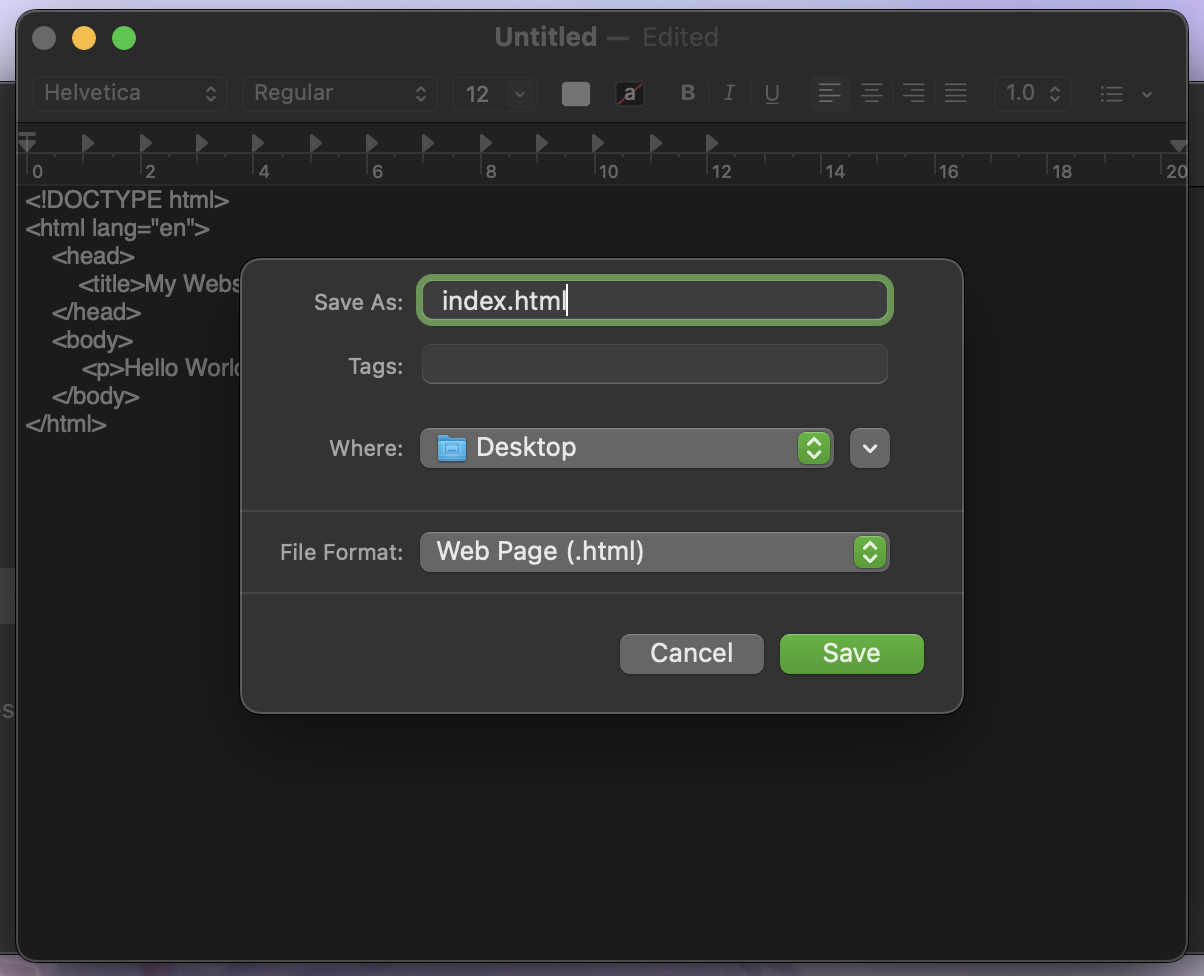 Untitled — Edited
Helvetica Regular 12 a B I U 1.0
0 2 4 6 8 10 12 14 16 18 20
<!DOCTYPE html>
<html lang="en">
<head>
<title>My Webs
</head>
<body>
<p>Hello World
</body>
</html>
Save As: index.html
Tags:
Where: Desktop
File Format: Web Page (.html)
Cancel Save
es